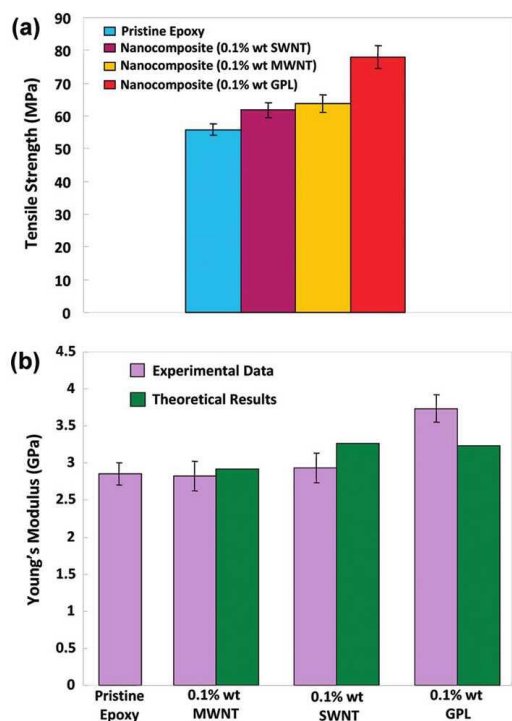 (a)
Tensile Strength (MPa)
90
80
70
60
50
40
30
20
10
0
Pristine Epoxy
Nanocomposite (0.1% wt SWNT)
Nanocomposite (0.1% wt MWNT)
Nanocomposite (0.1% wt GPL)
(b)
Young's Modulus (GPa)
4.5
4
3.5
3
2.5
2
1.5
1
0.5
0
Experimental Data
Theoretical Results
Pristine
Epoxy
0.1% wt
MWNT
0.1% wt
SWNT
0.1% wt
GPL